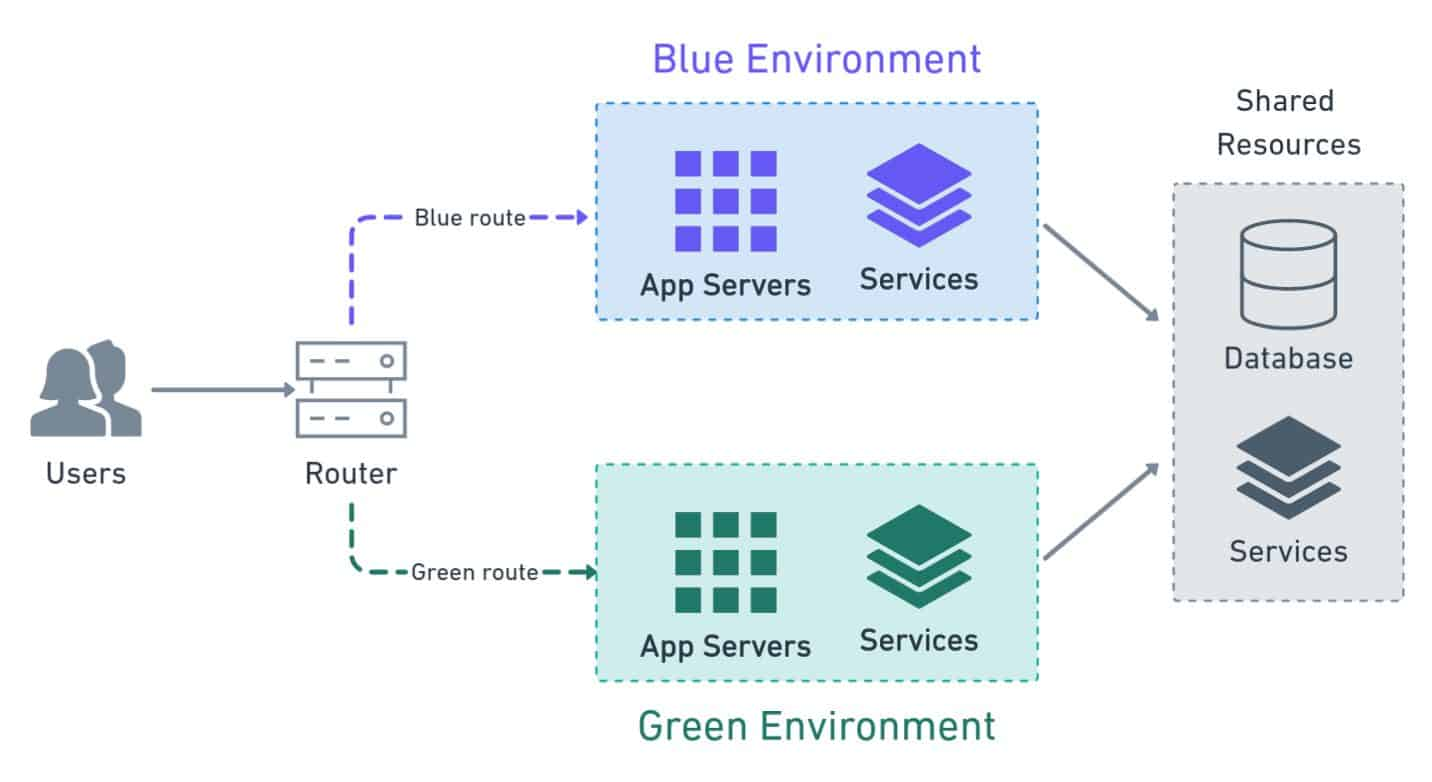 Blue Environment
Shared
Resources
Blue route
App Servers
Services
Database
Users
Router
Services
Green route
App Servers
Services
Green Environment